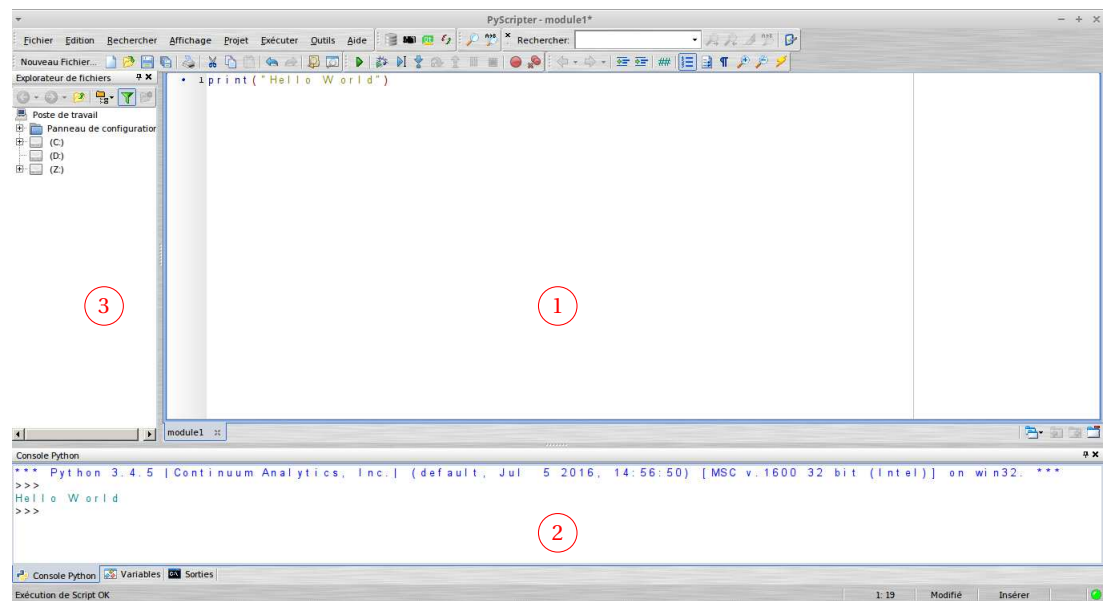 PyScripter - module1*
Fichier Edition Rechercher Affichage Projet Exécuter Outils Aide Rechercher:
Nouveau Fichier...
Explorateur de fichiers
1 print("Hello World")
Poste de travail
Panneau de configuration
(C:)
(D:)
(Z:)
3
1
module1
Console Python
*** Python 3.4.5 |Continuum Analytics, Inc.| (default, Jul 5 2016, 14:56:50) [MSC v.1600 32 bit (Intel)] on win32. ***
>>>
Hello World
>>>
2
Console Python Variables Sorties
Exécution de Script OK 1: 19 Modifié Insérer